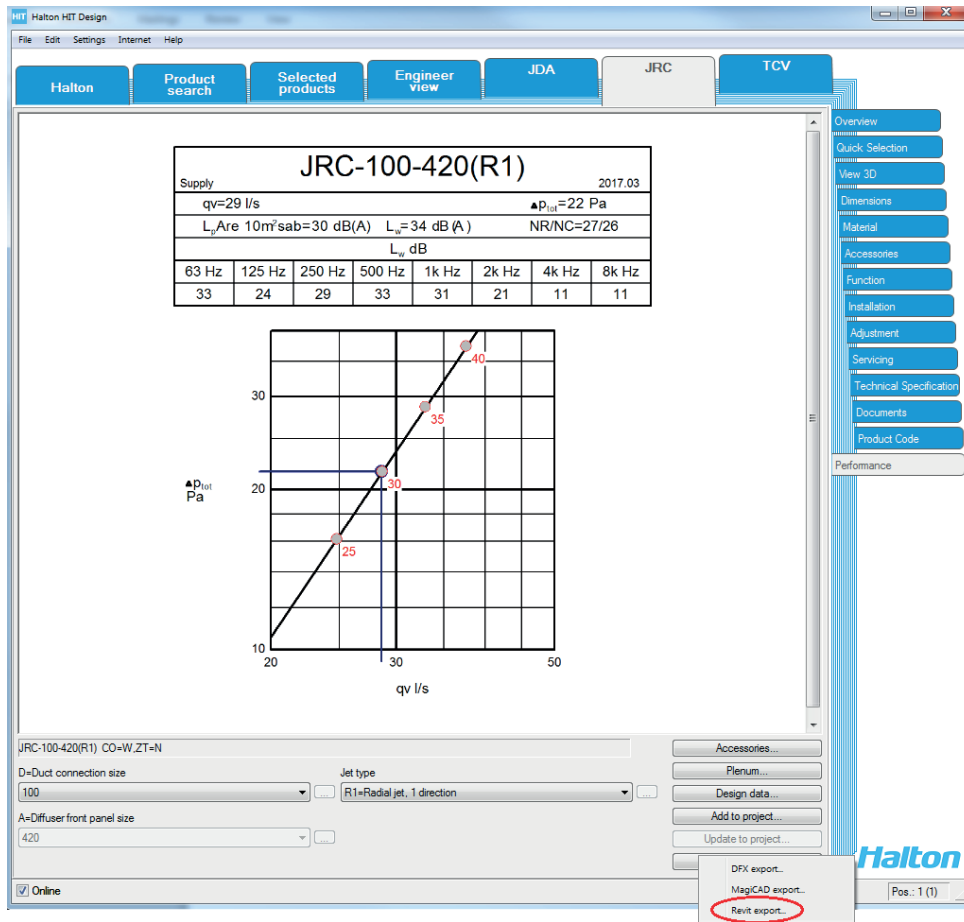 HIT Halton HIT Design
File Edit Settings Internet Help
Halton
Product search
Selected products
Engineer view
JDA
JRC
TCV
Overview
Quick Selection
View 3D
Dimensions
Material
Accessories
Function
Installation
Adjustment
Servicing
Technical Specification
Documents
Product Code
Performance
JRC-100-420(R1)
Supply 2017.03
qv=29 l/s ▲ptot=22 Pa
LpAre 10m²sab=30 dB(A) Lw=34 dB(A) NR/NC=27/26
Lw dB
63 Hz 125 Hz 250 Hz 500 Hz 1k Hz 2k Hz 4k Hz 8k Hz
33 24 29 33 31 21 11 11
40
30
35
30
▲ptot
Pa
20
25
10
20 30 50
qv l/s
JRC-100-420(R1) CO=W,ZT=N
Accessories...
D=Duct connection size Jet type
Plenum...
100 ... R1=Radial jet, 1 direction ...
Design data...
A=Diffuser front panel size
Add to project...
420 ...
Update to project...
Halton
DFX export...
Online
MagiCAD export...
Pos.: 1 (1)
Revit export...